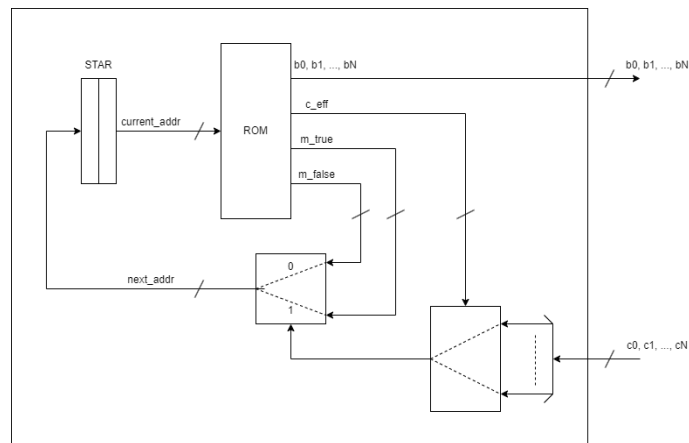 STAR
b0, b1, ..., bN
b0, b1, ..., bN
c_eff
current_addr
ROM
m_true
m_false
0
next_addr
1
c0, c1, ..., cN